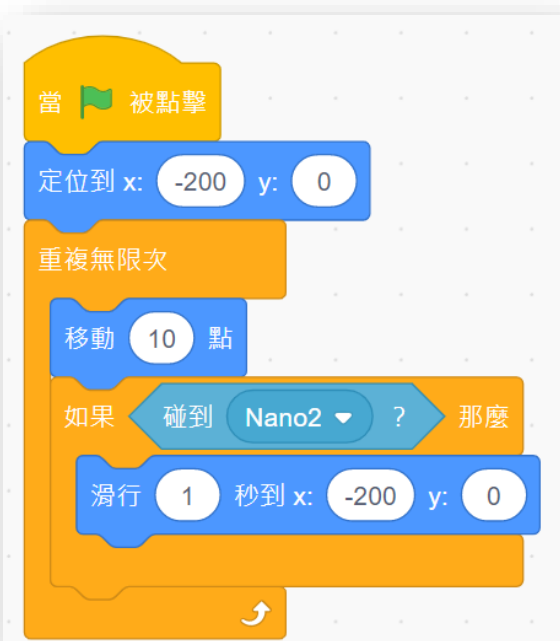 當 被點擊
定位到 x: -200 y: 0
重複無限次
移動 10 點
如果 碰到 Nano2 ? 那麼
滑行 1 秒到 x: -200 y: 0